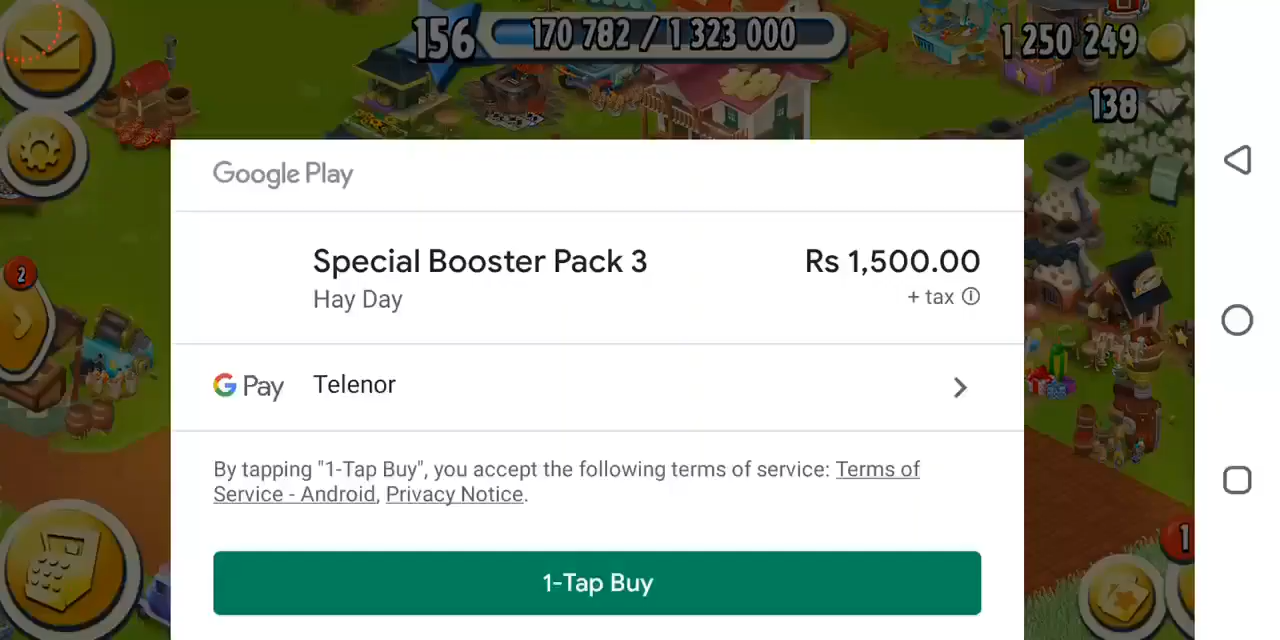 156
170 782 / 1 323 000
1 250 249
138
Google Play
Special Booster Pack 3
Rs 1,500.00
Hay Day
+ tax
2
G Pay
Telenor
By tapping "1-Tap Buy", you accept the following terms of service: Terms of
Service - Android, Privacy Notice.
1
1-Tap Buy